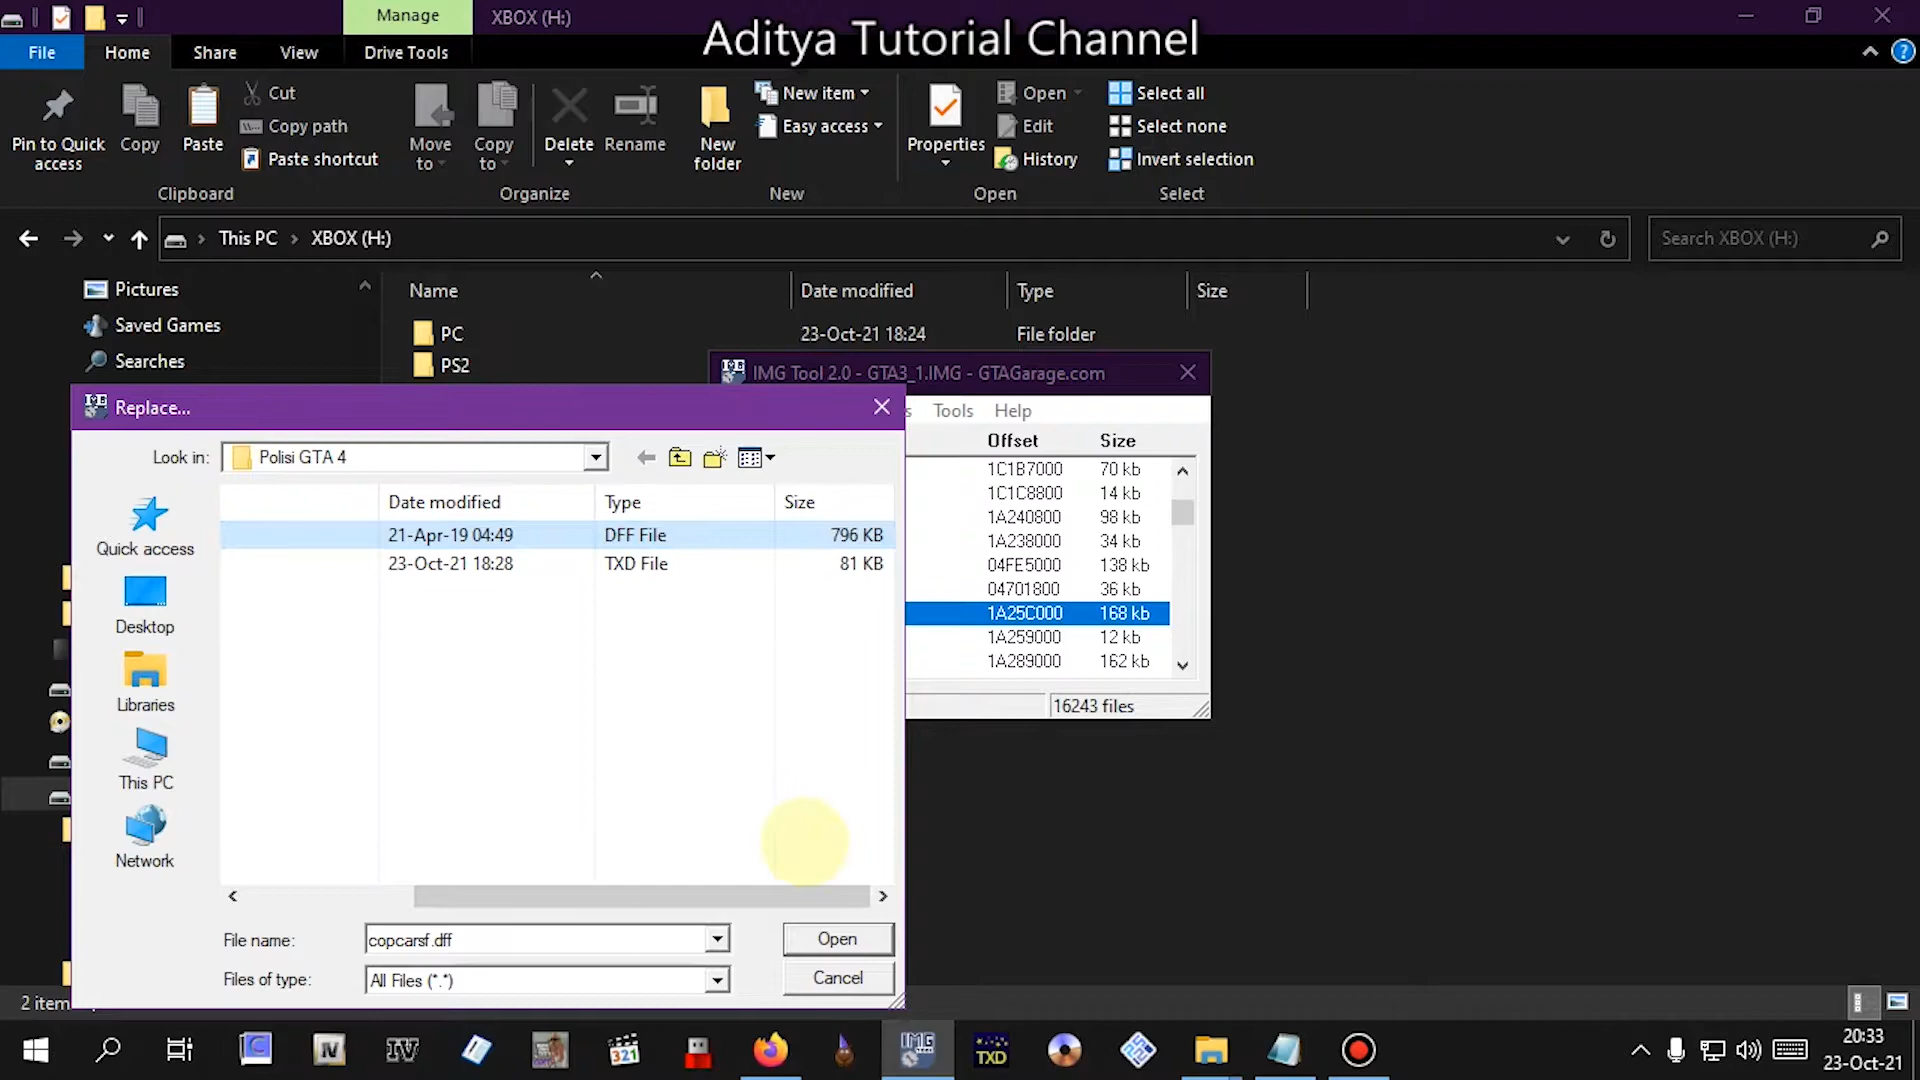 Manage
XBOX (H:)
Aditya Tutorial Channel
File
Home
Share
View
Drive Tools
Pin to Quick access
Copy
Paste
Cut
Copy path
Paste shortcut
Move to
Copy to
Delete
Rename
New folder
New item
Easy access
Properties
Open
Edit
History
Select all
Select none
Invert selection
Clipboard
Organize
New
Open
Select
This PC
XBOX (H:)
Search XBOX (H:)
Pictures
Saved Games
Searches
Name
Date modified
Type
Size
PC
23-Oct-21 18:24
File folder
PS2
IMG Tool 2.0 - GTA3_1.IMG - GTAGarage.com
s
Tools
Help
Offset
Size
1C1B7000 70 kb
1C1C8800 14 kb
1A240800 98 kb
1A238000 34 kb
04FE5000 138 kb
04701800 36 kb
1A25C000 168 kb
1A259000 12 kb
1A289000 162 kb
16243 files
Replace...
Look in:
Polisi GTA 4
Date modified
Type
Size
21-Apr-19 04:49
DFF File
796 KB
23-Oct-21 18:28
TXD File
81 KB
Quick access
Desktop
Libraries
This PC
Network
File name:
copcarsf.dff
Open
Files of type:
All Files (*.*)
Cancel
2 item
IV
IV
321
IMG
TXD
20:33
23-Oct-21